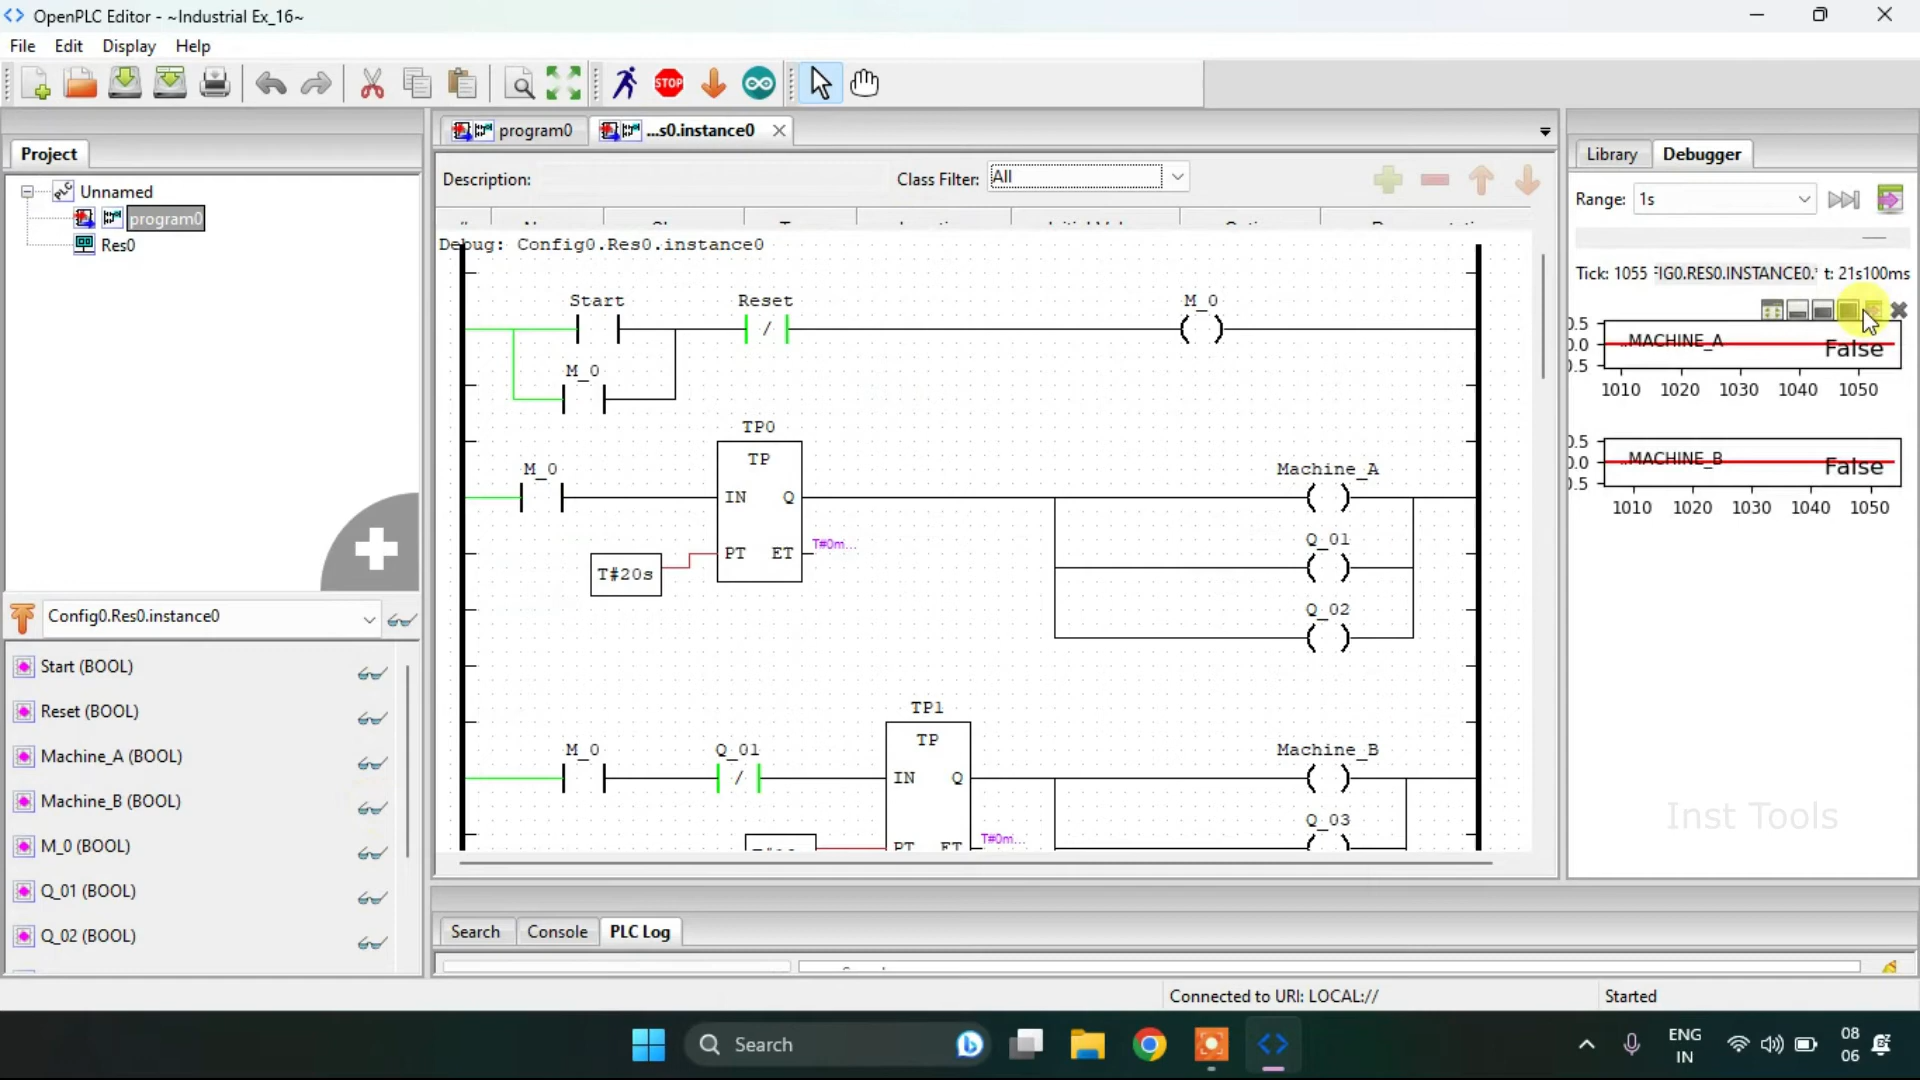 OpenPLC Editor - ~Industrial Ex_16~
File Edit Display Help
STOP
Project
Unnamed
program0
Res0
Config0.Res0.instance0
Start (BOOL)
Reset (BOOL)
Machine_A (BOOL)
Machine_B (BOOL)
M_0 (BOOL)
Q_01 (BOOL)
Q_02 (BOOL)
program0 ...s0.instance0
Description: Class Filter: All
Debug: Config0.Res0.instance0
Start Reset M_0
M_0
TP0
M_0 TP Machine_A
IN Q
Q_01
T#0m...
PT ET
T#20s
Q_02
TP1
M_0 Q_01 TP Machine_B
IN Q
Q_03
T#0m...
PT ET
Library Debugger
Range: 1s
Tick: 1055 FIG0.RES0.INSTANCE0.* t: 21s100ms
..MACHINE_A False
1010 1020 1030 1040 1050
..MACHINE_B False
1010 1020 1030 1040 1050
Inst Tools
Search Console PLC Log
Connected to URI: LOCAL:// Started
Search
ENG
IN
08
06